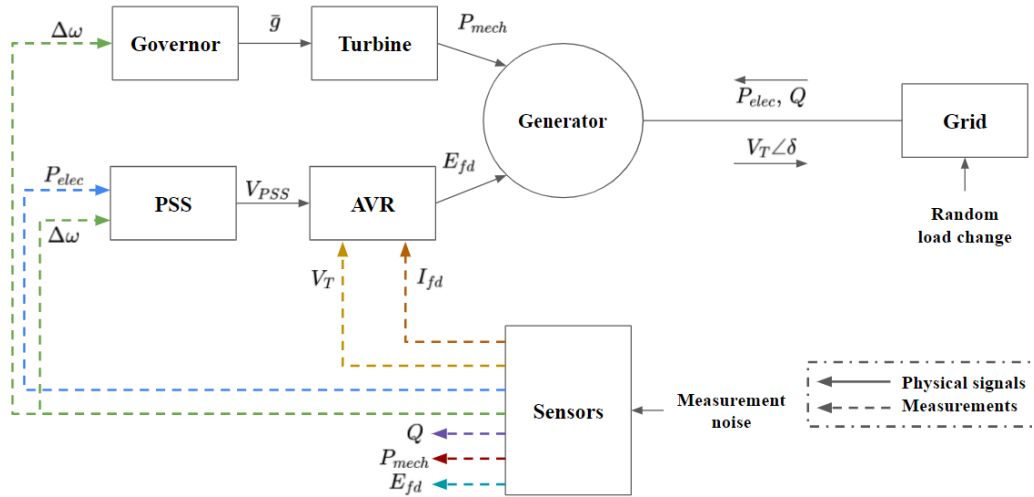 Δω
Governor
g̅
Turbine
P_mech
Generator
P_elec, Q
V_T∠δ
Grid
Random
load change
P_elec
Δω
PSS
V_PSS
AVR
E_fd
V_T
I_fd
Sensors
Measurement
noise
Q
P_mech
E_fd
Physical signals
Measurements